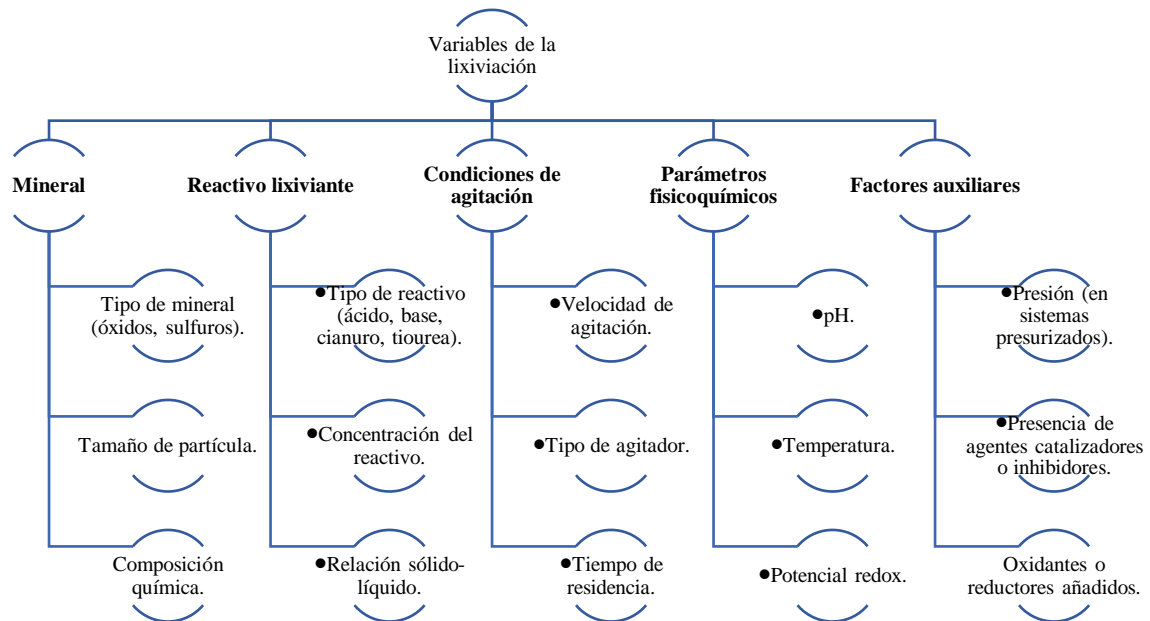 Variables de la
lixiviación
Mineral
Reactivo lixiviante
Condiciones de
agitación
Parámetros
fisicoquímicos
Factores auxiliares
Tipo de mineral
(óxidos, sulfuros).
●Tipo de reactivo
(ácido, base,
cianuro, tiourea).
●Velocidad de
agitación.
●pH.
●Presión (en
sistemas
presurizados).
Tamaño de partícula.
●Concentración del
reactivo.
●Tipo de agitador.
●Temperatura.
●Presencia de
agentes catalizadores
o inhibidores.
Composición
química.
●Relación sólido-
líquido.
●Tiempo de
residencia.
●Potencial redox.
Oxidantes o
reductores añadidos.